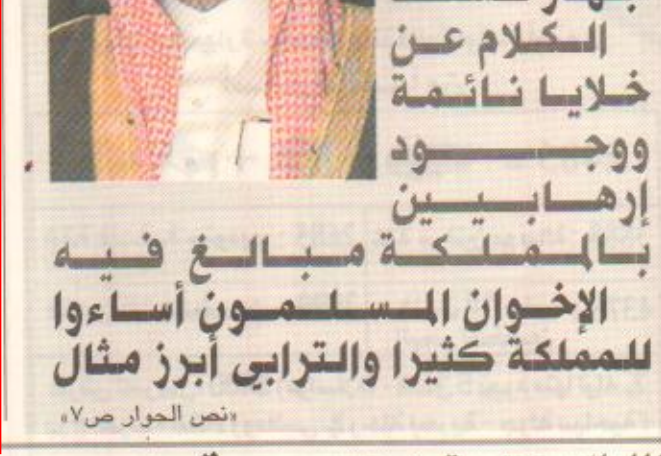 الكلام عن
خلايا نائمة
ووجود
إرهابيين
بالمملكة مبالغ فيه
الإخوان المسلمون أساءوا
للمملكة كثيرا والترابي أبرز مثال
«نص الحوار ص٧»